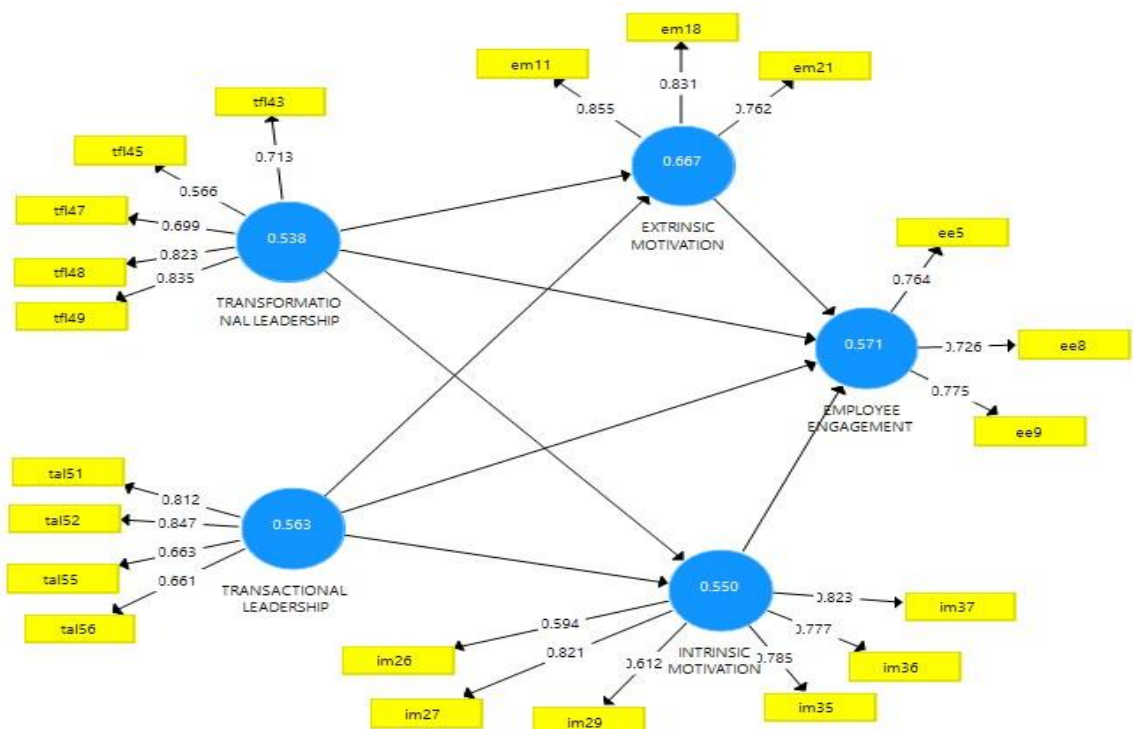 em18
em11
em21
0.831
0.855
0.762
tfl43
tfl45
0.713
0.566
tfl47
0.699
0.823
tfl48
0.835
tfl49
0.538
TRANSFORMATIO
NAL LEADERSHIP
0.667
EXTRINSIC
MOTIVATION
ee5
0.764
0.571
0.726
ee8
0.775
ee9
EMPLOYEE
ENGAGEMENT
tal51
0.812
tal52
0.847
0.663
tal55
0.661
tal56
0.563
TRANSACTIONAL
LEADERSHIP
0.550
INTRINSIC
MOTIVATION
0.823
im37
0.777
im36
0.785
im35
0.594
im26
0.821
im27
0.612
im29